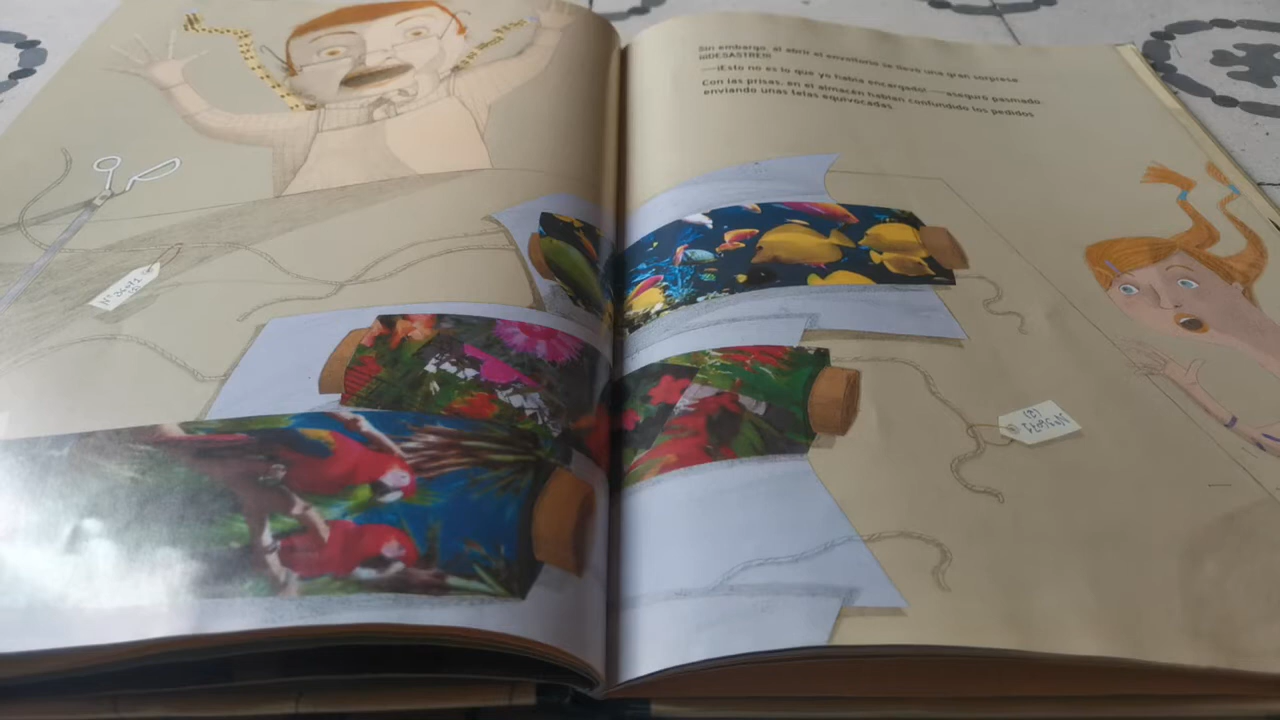 Sin embargo, al abrir el envoltorio se llevó una gran sorpresa.
¡¡¡DESASTRE!!!
—¡Esto no es lo que yo había encargado! —aseguró pasmado.
Con las prisas, en el almacén habían confundido los pedidos
enviando unas telas equivocadas.